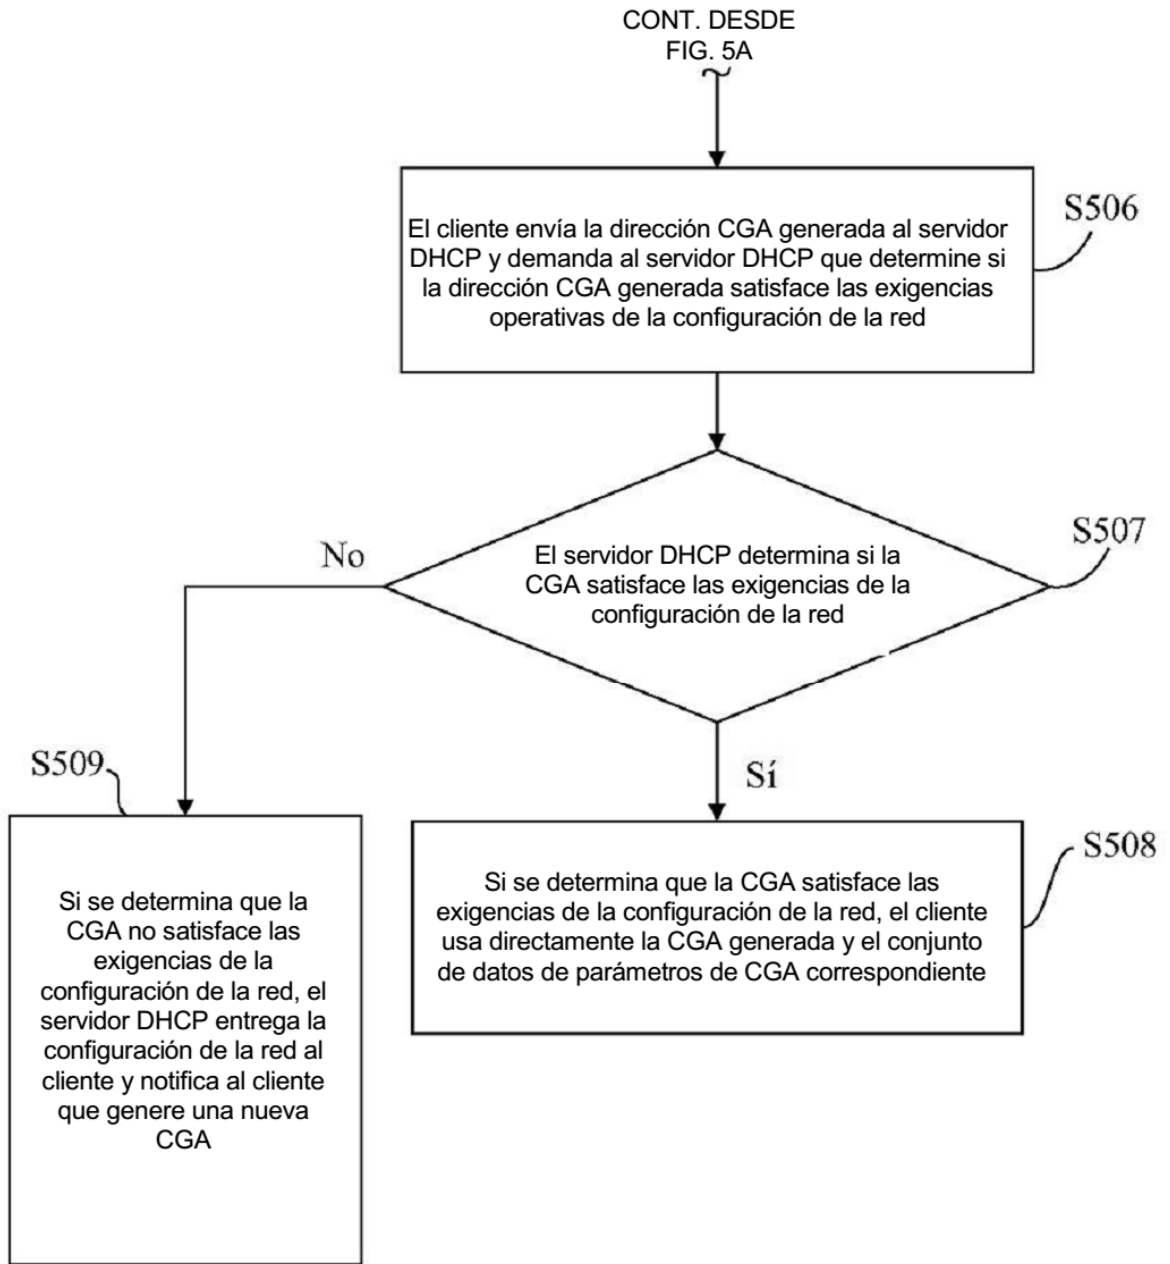 CONT. DESDE
FIG. 5A
El cliente envía la dirección CGA generada al servidor
DHCP y demanda al servidor DHCP que determine si
la dirección CGA generada satisface las exigencias
operativas de la configuración de la red
S506
El servidor DHCP determina si la
CGA satisface las exigencias de la
configuración de la red
S507
No
Sí
S509
Si se determina que la
CGA no satisface las
exigencias de la
configuración de la red, el
servidor DHCP entrega la
configuración de la red al
cliente y notifica al cliente
que genere una nueva
CGA
Si se determina que la CGA satisface las
exigencias de la configuración de la red, el cliente
usa directamente la CGA generada y el conjunto
de datos de parámetros de CGA correspondiente
S508